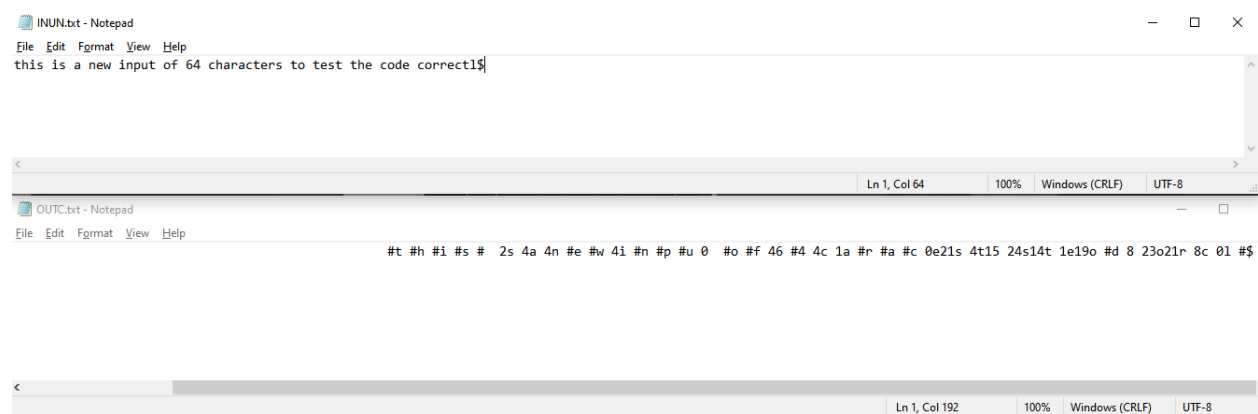 INUN.txt - Notepad
File Edit Format View Help
this is a new input of 64 characters to test the code correctl$
Ln 1, Col 64 100% Windows (CRLF) UTF-8
OUTC.txt - Notepad
File Edit Format View Help
#t #h #i #s #  2s 4a 4n #e #w 4i #n #p #u 0  #o #f 46 #4 4c 1a #r #a #c 0e21s 4t15 24s14t 1e19o #d 8 23o21r 8c 0l #$
Ln 1, Col 192 100% Windows (CRLF) UTF-8